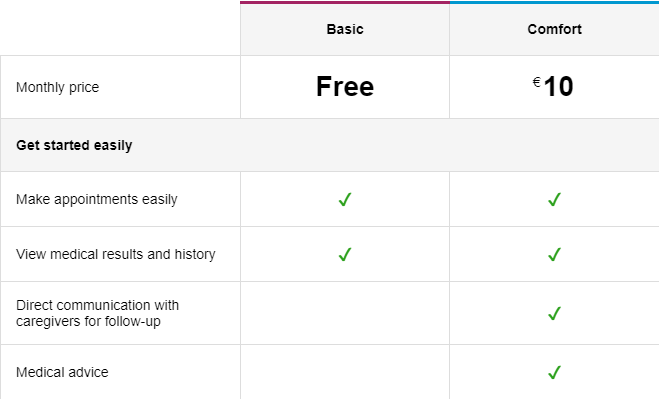 Basic Comfort
Monthly price Free €10
Get started easily
Make appointments easily ✓ ✓
View medical results and history ✓ ✓
Direct communication with
caregivers for follow-up ✓
Medical advice ✓